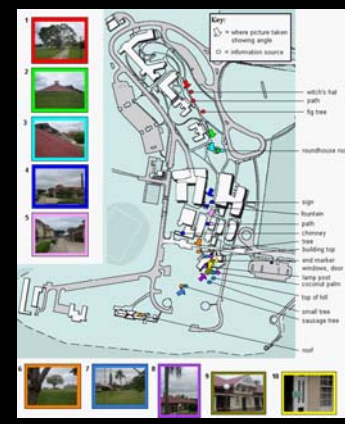 1
2
3
4
5
Key:
= where picture taken
showing angle
= information source
witch's hat
path
fig tree
roundhouse roof
sign
fountain
path
chimney
tree
building top
end marker
windows, door
lamp post
coconut palm
top of hill
small tree
sausage tree
roof
6
7
8
9
10